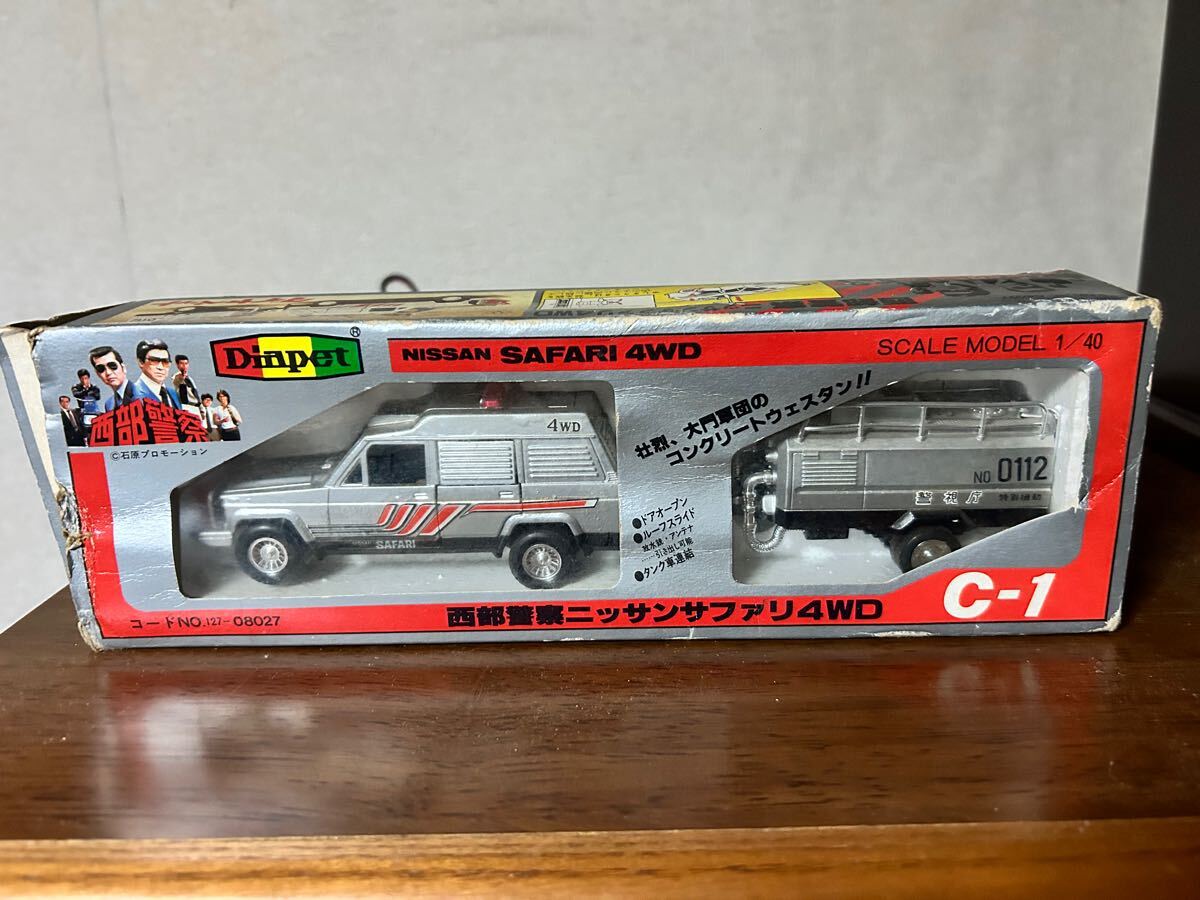 Diapet
®
NISSAN SAFARI 4WD
SCALE MODEL 1/40
西部警察
©石原プロモーション
壮烈、大門軍団の
コンクリートウェスタン!!
4WD
SAFARI
●ドアオープン
●ルーフスライド
放水銃・アンテナ
……引き出し可能
●タンク車連結
NO 0112
警視庁 特別機動
コードNO.127-08027
西部警察ニッサンサファリ4WD
C-1